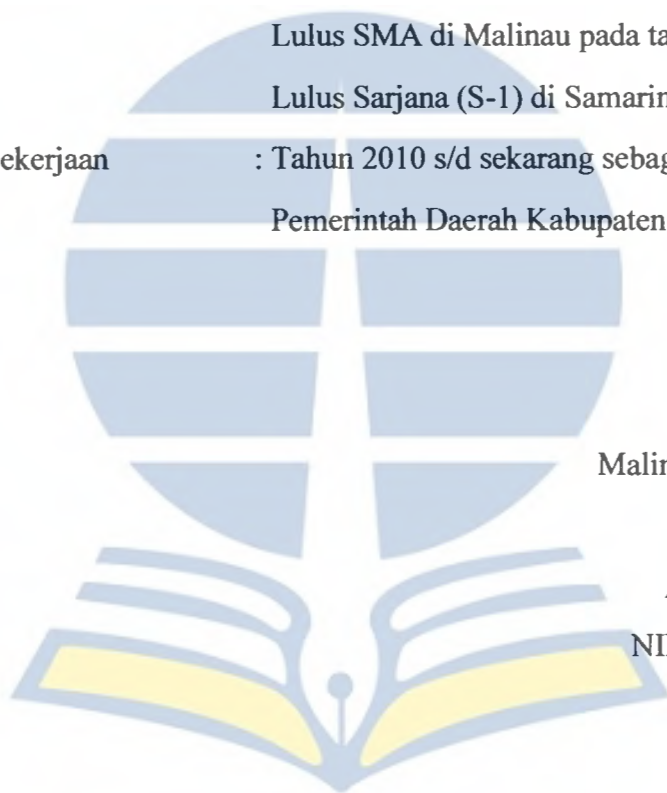 Lulus SMA di Malinau pada ta
Lulus Sarjana (S-1) di Samarin
ekerjaan : Tahun 2010 s/d sekarang sebag
Pemerintah Daerah Kabupaten
Malin
NI